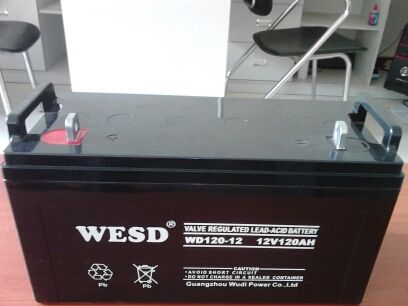 WESD®
VALVE REGULATED LEAD-ACID BATTERY
WD120-12 12V120AH
CAUTION:
•AVOID SHORT CIRCUIT
•DO NOT CHARGE IN A SEALED CONTAINER
Guangzhou Wudi Power Co.,Ltd
Pb
Pb